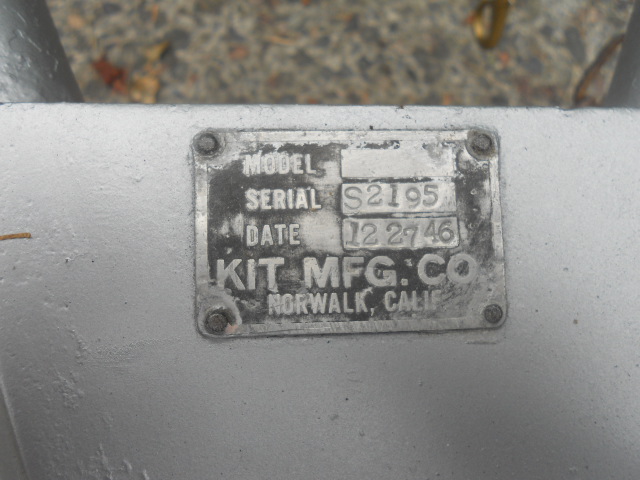 MODEL
SERIAL S2195
DATE 12 27 46
KIT MFG. CO.
NORWALK, CALIF.